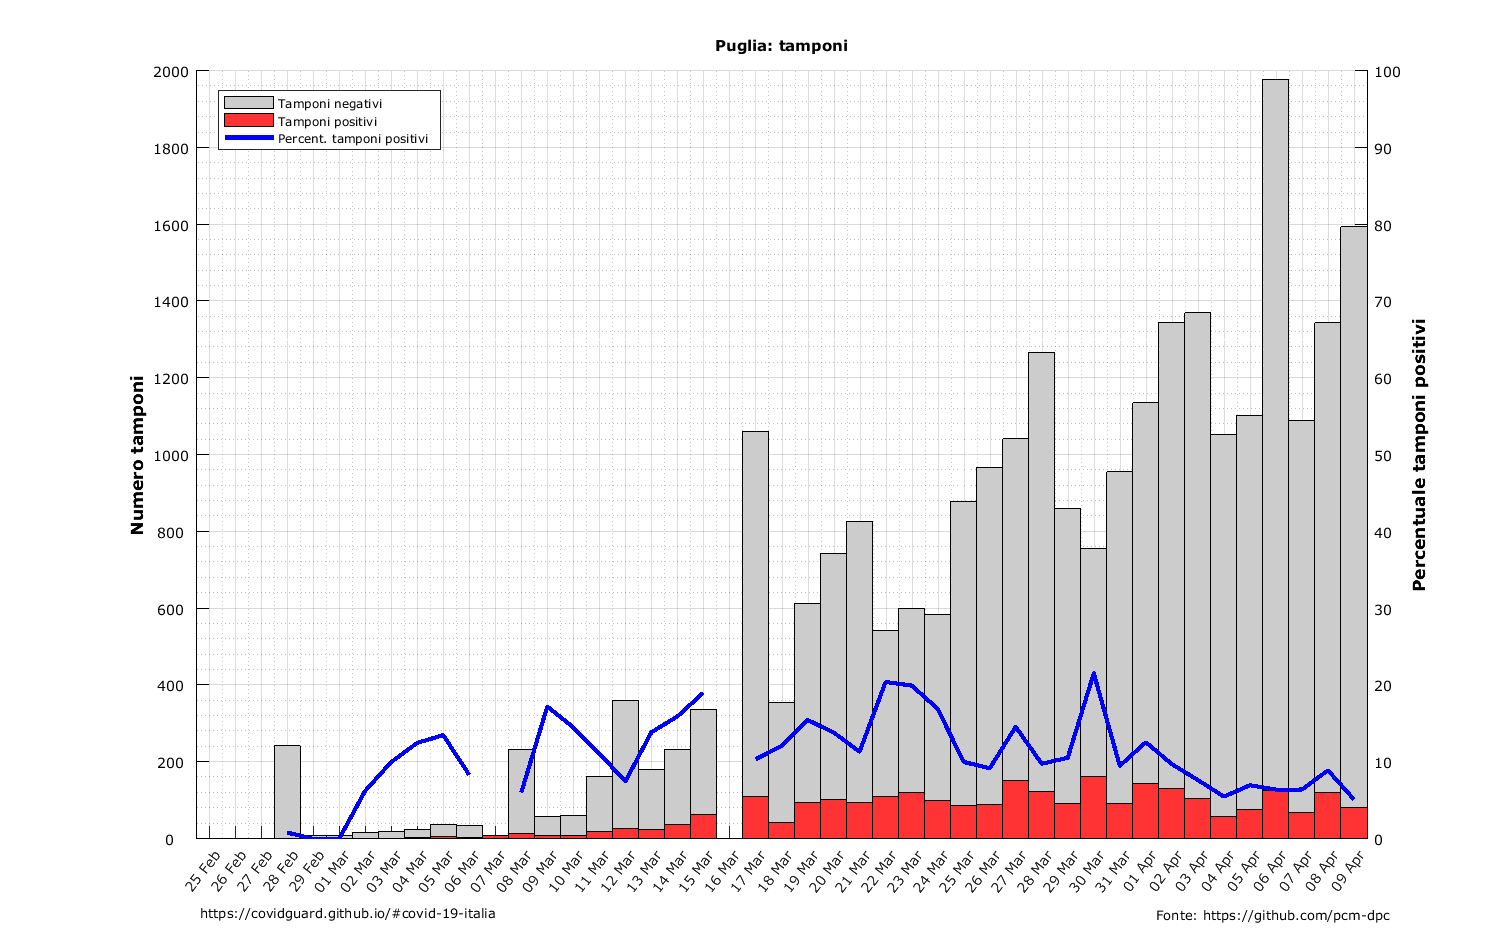 Puglia: tamponi
Tamponi negativi
Tamponi positivi
Percent. tamponi positivi
Numero tamponi
2000
1800
1600
1400
1200
1000
800
600
400
200
0
100
90
80
70
60
50
40
30
20
10
0
Percentuale tamponi positivi
25 Feb
26 Feb
27 Feb
28 Feb
29 Feb
01 Mar
02 Mar
03 Mar
04 Mar
05 Mar
06 Mar
07 Mar
08 Mar
09 Mar
10 Mar
11 Mar
12 Mar
13 Mar
14 Mar
15 Mar
16 Mar
17 Mar
18 Mar
19 Mar
20 Mar
21 Mar
22 Mar
23 Mar
24 Mar
25 Mar
26 Mar
27 Mar
28 Mar
29 Mar
30 Mar
31 Mar
01 Apr
02 Apr
03 Apr
04 Apr
05 Apr
06 Apr
07 Apr
08 Apr
09 Apr
https://covidguard.github.io/#covid-19-italia
Fonte: https://github.com/pcm-dpc